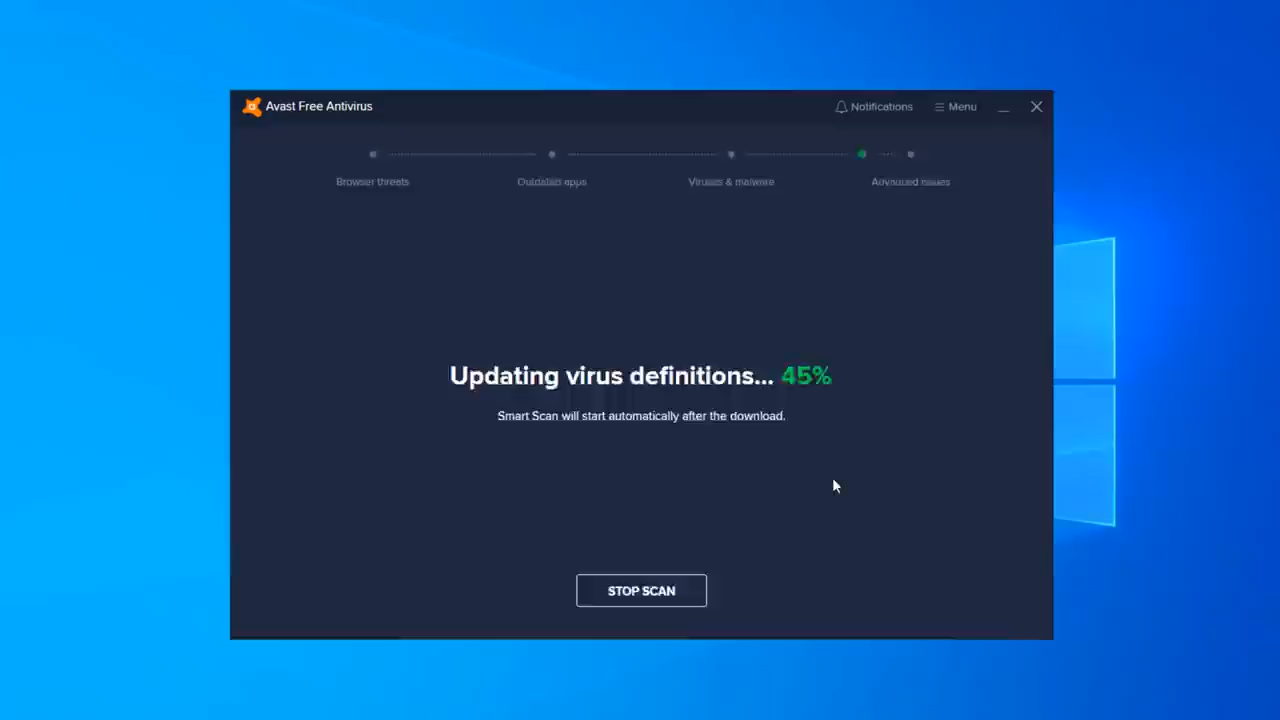 Avast Free Antivirus
Notifications
Menu
Browser threats
Outdated apps
Viruses & malware
Advanced issues
Updating virus definitions... 45%
Smart Scan will start automatically after the download.
STOP SCAN